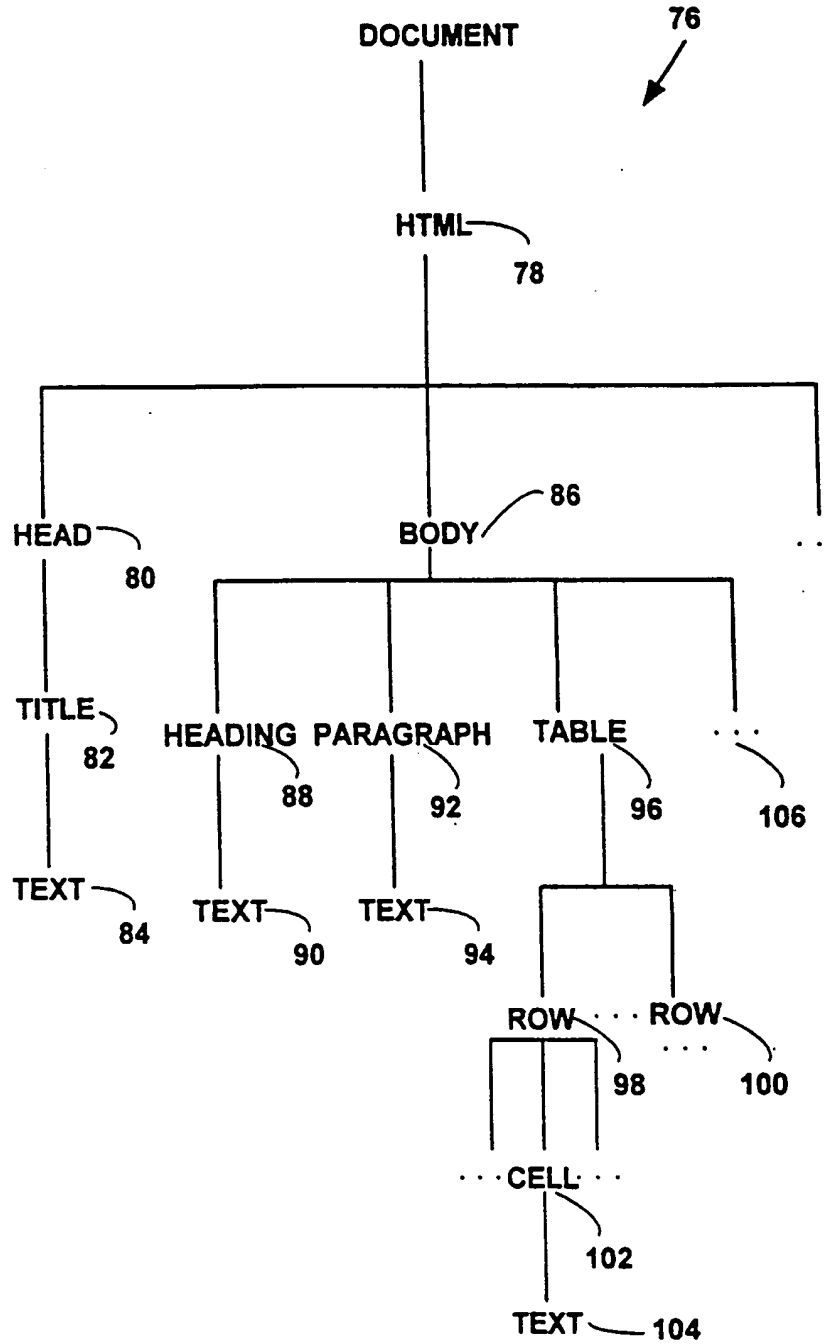 76
DOCUMENT
HTML
78
HEAD
80
BODY
86
. .
TITLE
82
HEADING
88
PARAGRAPH
92
TABLE
96
. . .
106
TEXT
84
TEXT
90
TEXT
94
ROW . . . ROW
98
. . .
100
. . . CELL . . .
102
TEXT
104